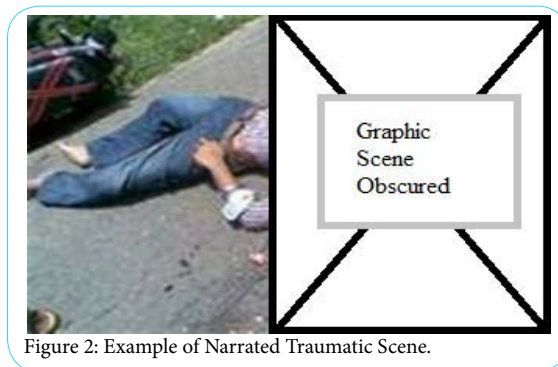 Graphic
Scene
Obscured
Figure 2: Example of Narrated Traumatic Scene.